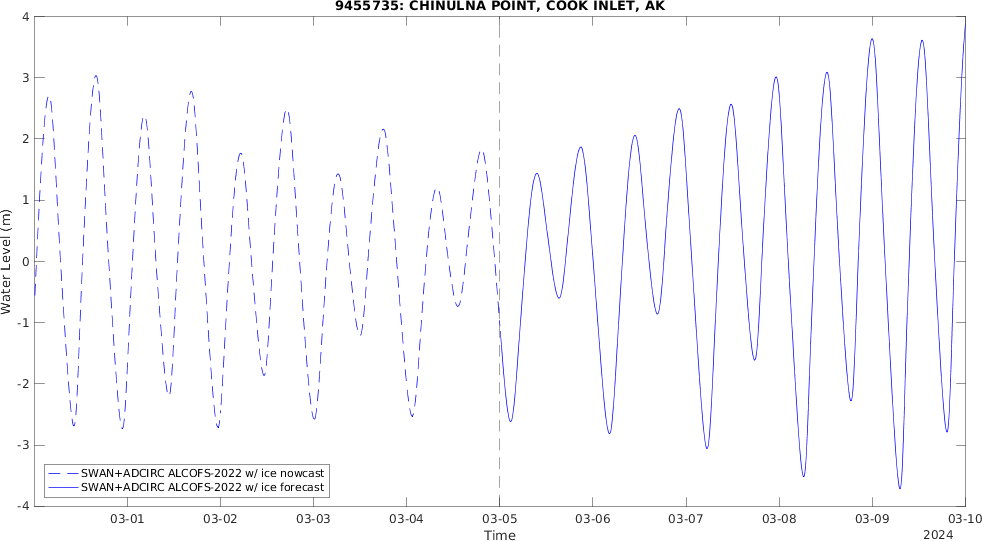 9455735: CHINULNA POINT, COOK INLET, AK
4
3
2
1
0
-1
-2
-3
-4
Water Level (m)
SWAN+ADCIRC ALCOFS-2022 w/ ice nowcast
SWAN+ADCIRC ALCOFS-2022 w/ ice forecast
03-01 03-02 03-03 03-04 03-05 03-06 03-07 03-08 03-09 03-10
Time
2024